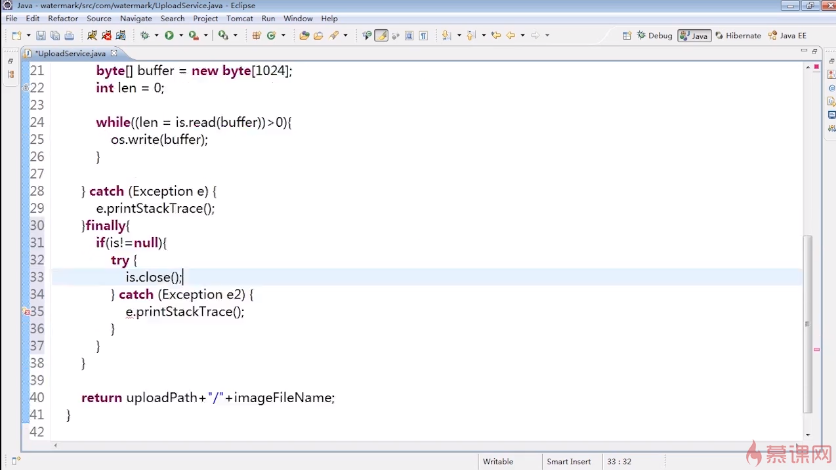 Java - watermark/src/com/watermark/UploadService.java - Eclipse
File Edit Refactor Source Navigate Search Project Tomcat Run Window Help
Debug Java Hibernate Java EE
*UploadService.java
21 byte[] buffer = new byte[1024];
22 int len = 0;
23
24 while((len = is.read(buffer))>0){
25 os.write(buffer);
26 }
27
28 } catch (Exception e) {
29 e.printStackTrace();
30 }finally{
31 if(is!=null){
32 try {
33 is.close();
34 } catch (Exception e2) {
35 e.printStackTrace();
36 }
37 }
38 }
39
40 return uploadPath+"/"+imageFileName;
41 }
42
Writable Smart Insert 33 : 32
慕课网